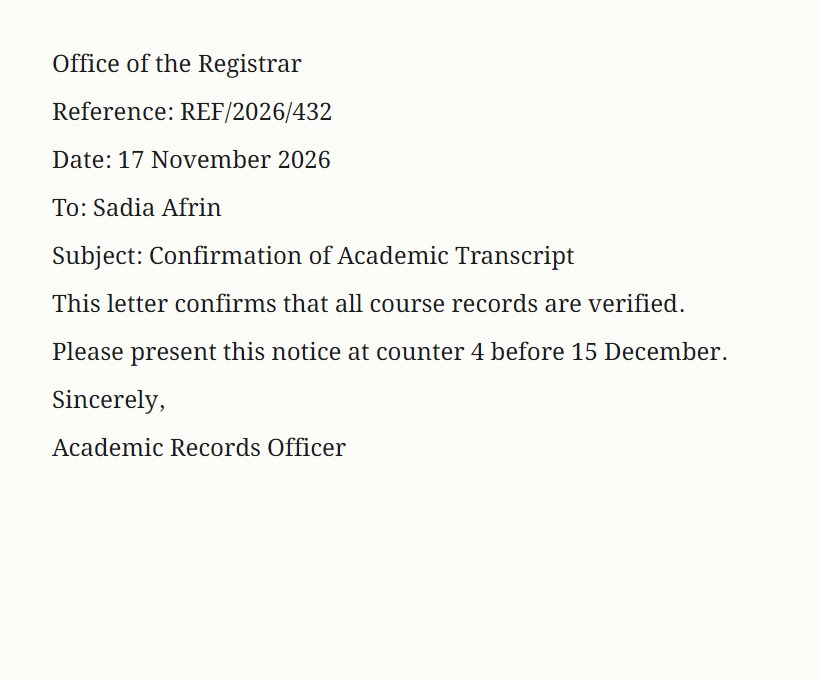 Office of the Registrar
Reference: REF/2026/432
Date: 17 November 2026
To: Sadia Afrin
Subject: Confirmation of Academic Transcript
This letter confirms that all course records are verified.
Please present this notice at counter 4 before 15 December.
Sincerely,
Academic Records Officer